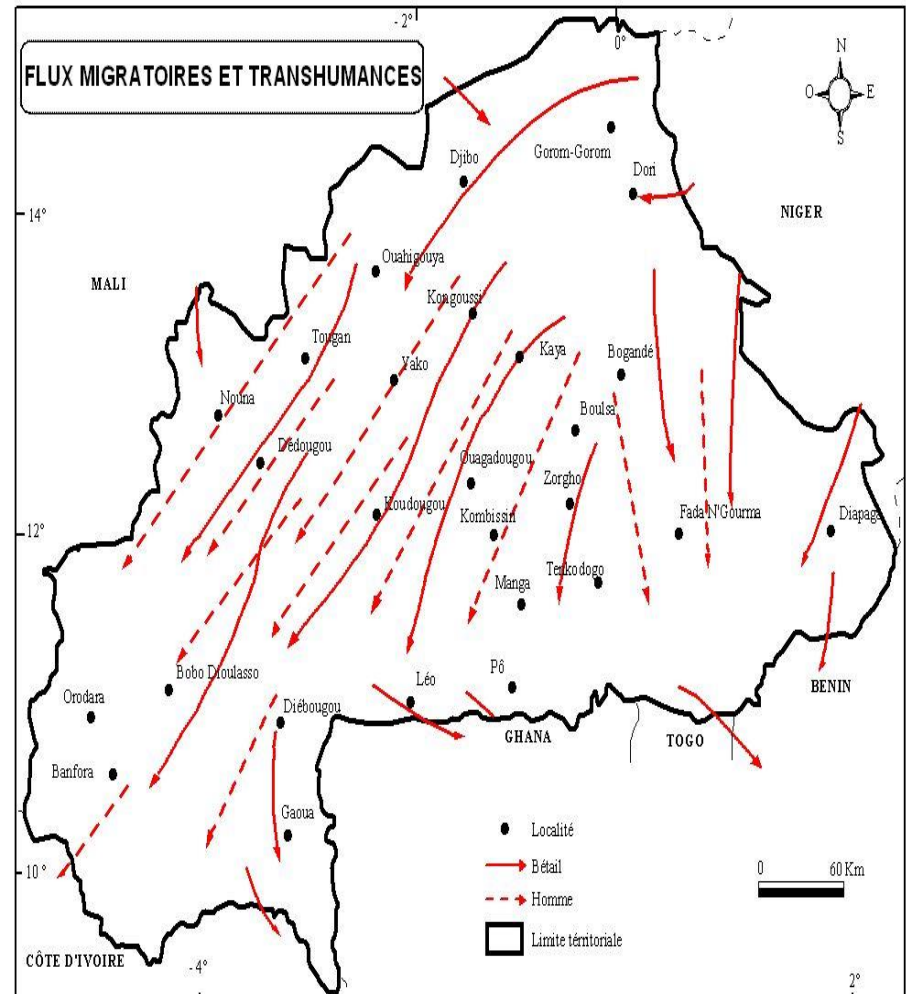 - 2°
0°
FLUX MIGRATOIRES ET TRANSHUMANCES
N
O E
S
Gorom-Gorom
Djibo
Dori
14°
NIGER
Ouahigouya
MALI
Kongoussi
Tougan
Kaya
Bogandé
Yako
Nouna
Boulsa
Dédougou
Ouagadougou
Zorgho
Koudougou
Fada N'Gourma
Diapaga
12°
Kombissin
Tenkodogo
Manga
Pô
Bobo Dioulasso
Léo
BENIN
Orodara
Diébougou
GHANA
TOGO
Banfora
Gaoua
Localité
Bétail
0 60 Km
10°
Homme
Limite térritoriale
CÔTE D'IVOIRE
- 4°
2°